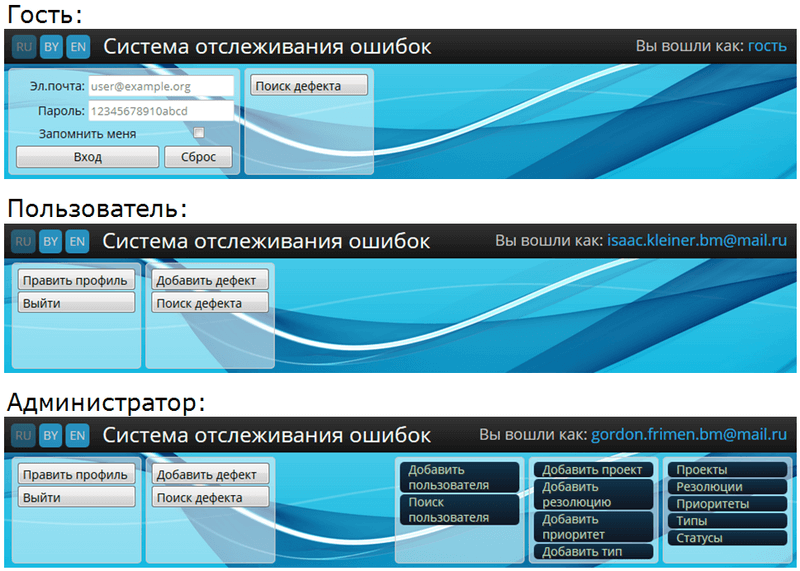 Гость:
RU BY EN Система отслеживания ошибок Вы вошли как: гость
Эл.почта: user@example.org Поиск дефекта
Пароль: 12345678910abcd
Запомнить меня
Вход Сброс
Пользователь:
RU BY EN Система отслеживания ошибок Вы вошли как: isaac.kleiner.bm@mail.ru
Править профиль Добавить дефект
Выйти Поиск дефекта
Администратор:
RU BY EN Система отслеживания ошибок Вы вошли как: gordon.frimen.bm@mail.ru
Править профиль Добавить дефект
Выйти Поиск дефекта
Добавить
пользователя
Поиск
пользователя
Добавить проект
Добавить
резолюцию
Добавить
приоритет
Добавить тип
Проекты
Резолюции
Приоритеты
Типы
Статусы